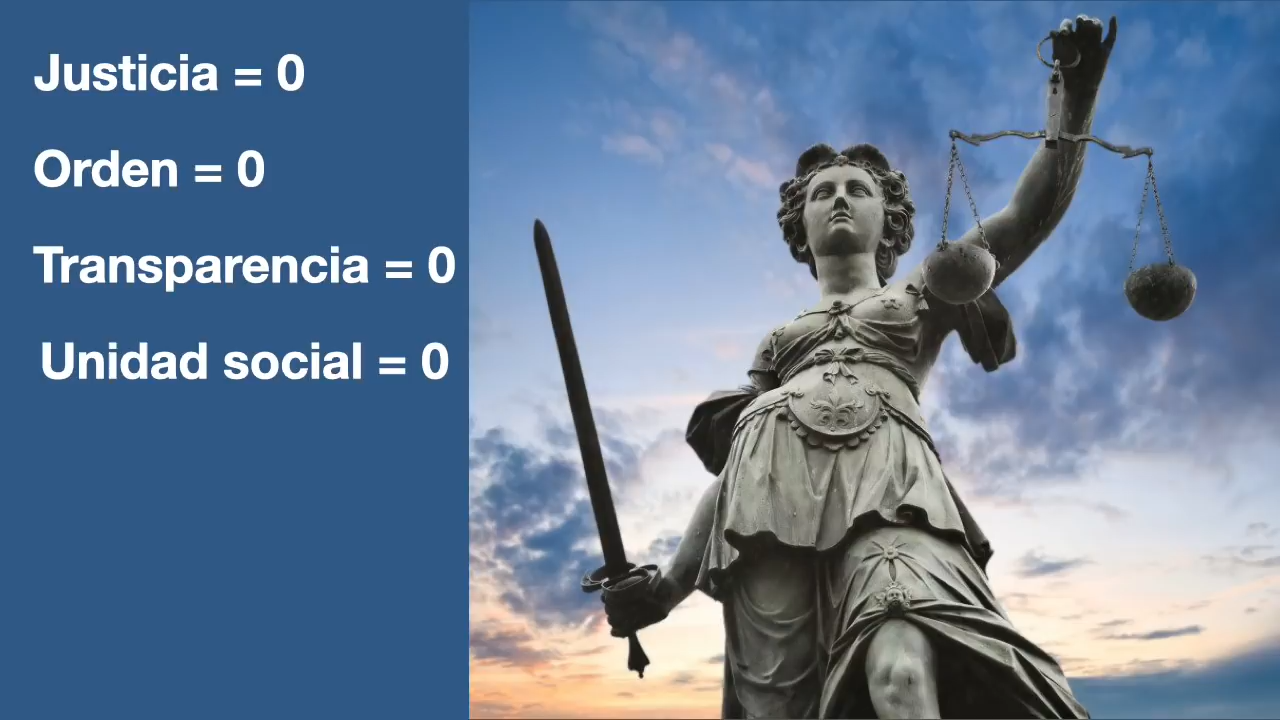 Justicia = 0
Orden = 0
Transparencia = 0
Unidad social = 0